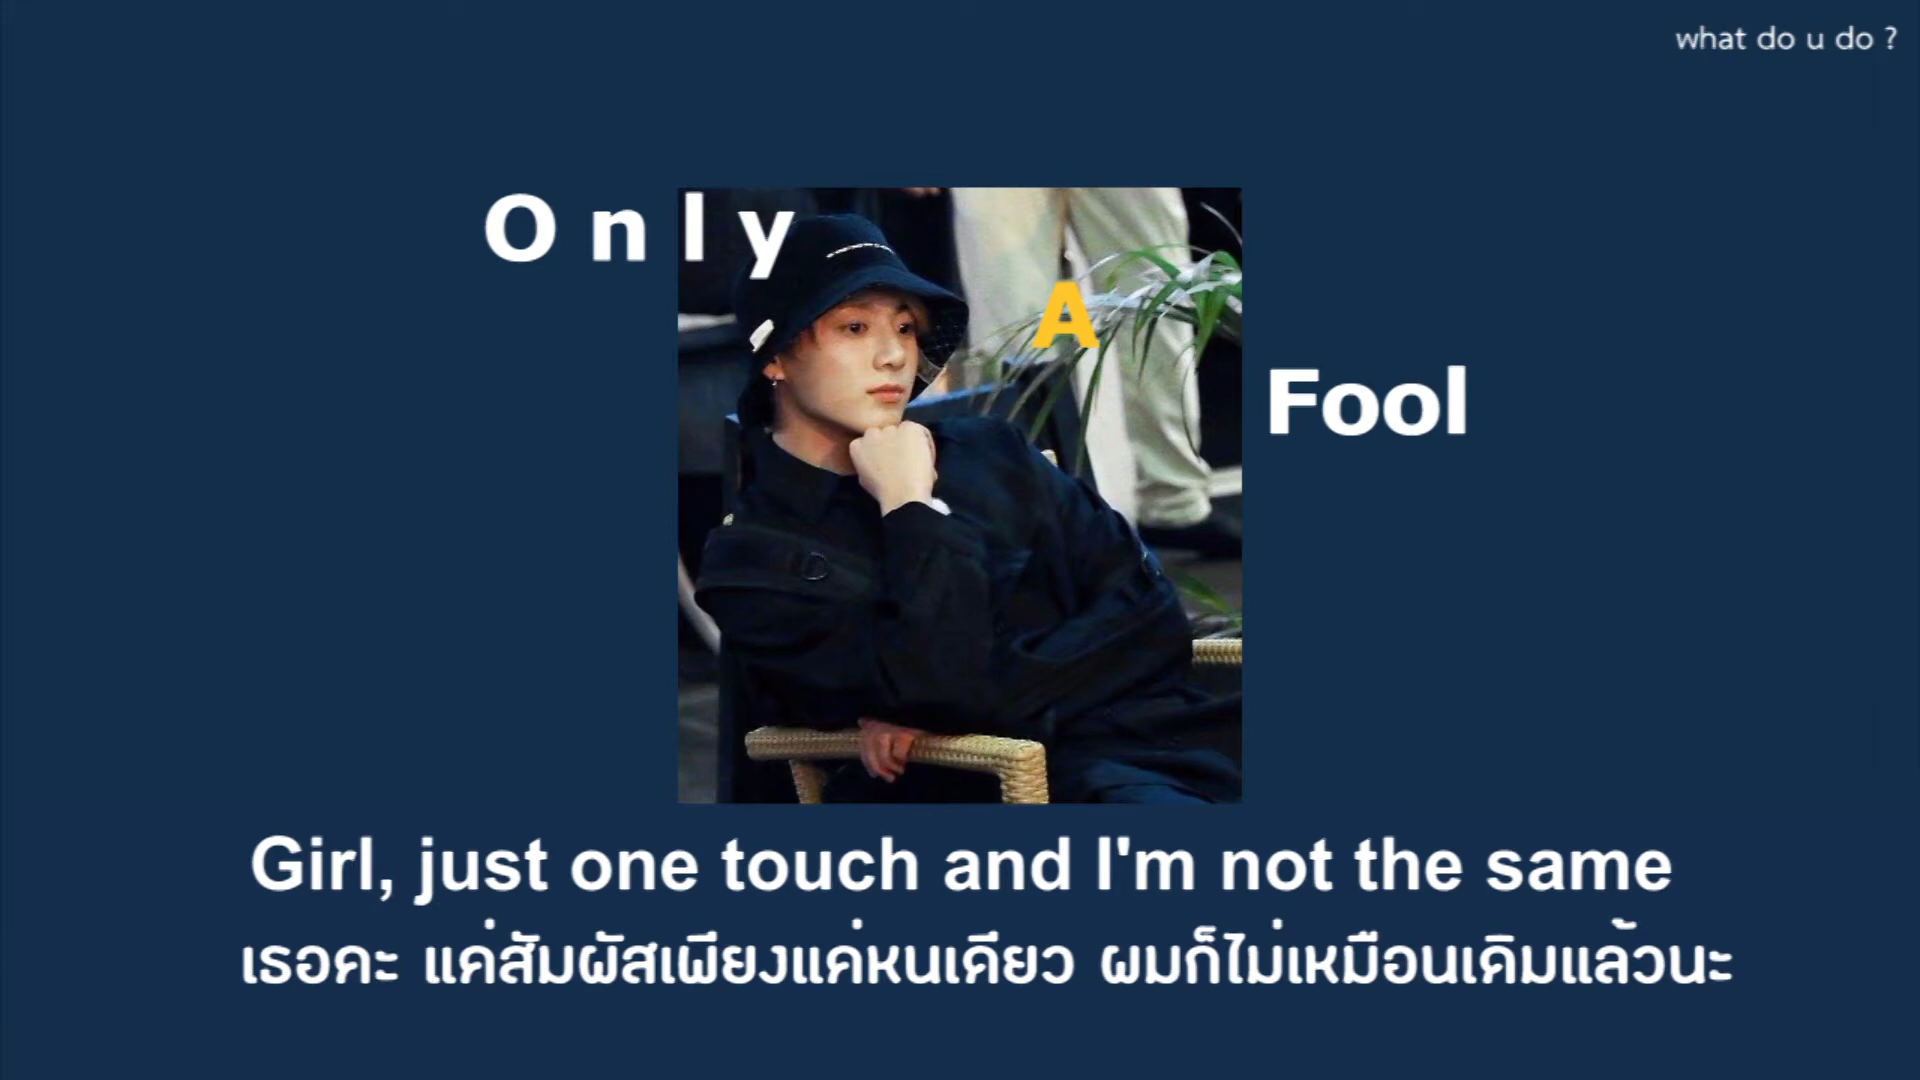 what do u do ?
O n l y
A
Fool
Girl, just one touch and I'm not the same
เธอคะ แค่สัมผัสเพียงแค่หนเดียว ผมก็ไม่เหมือนเดิมแล้วนะ